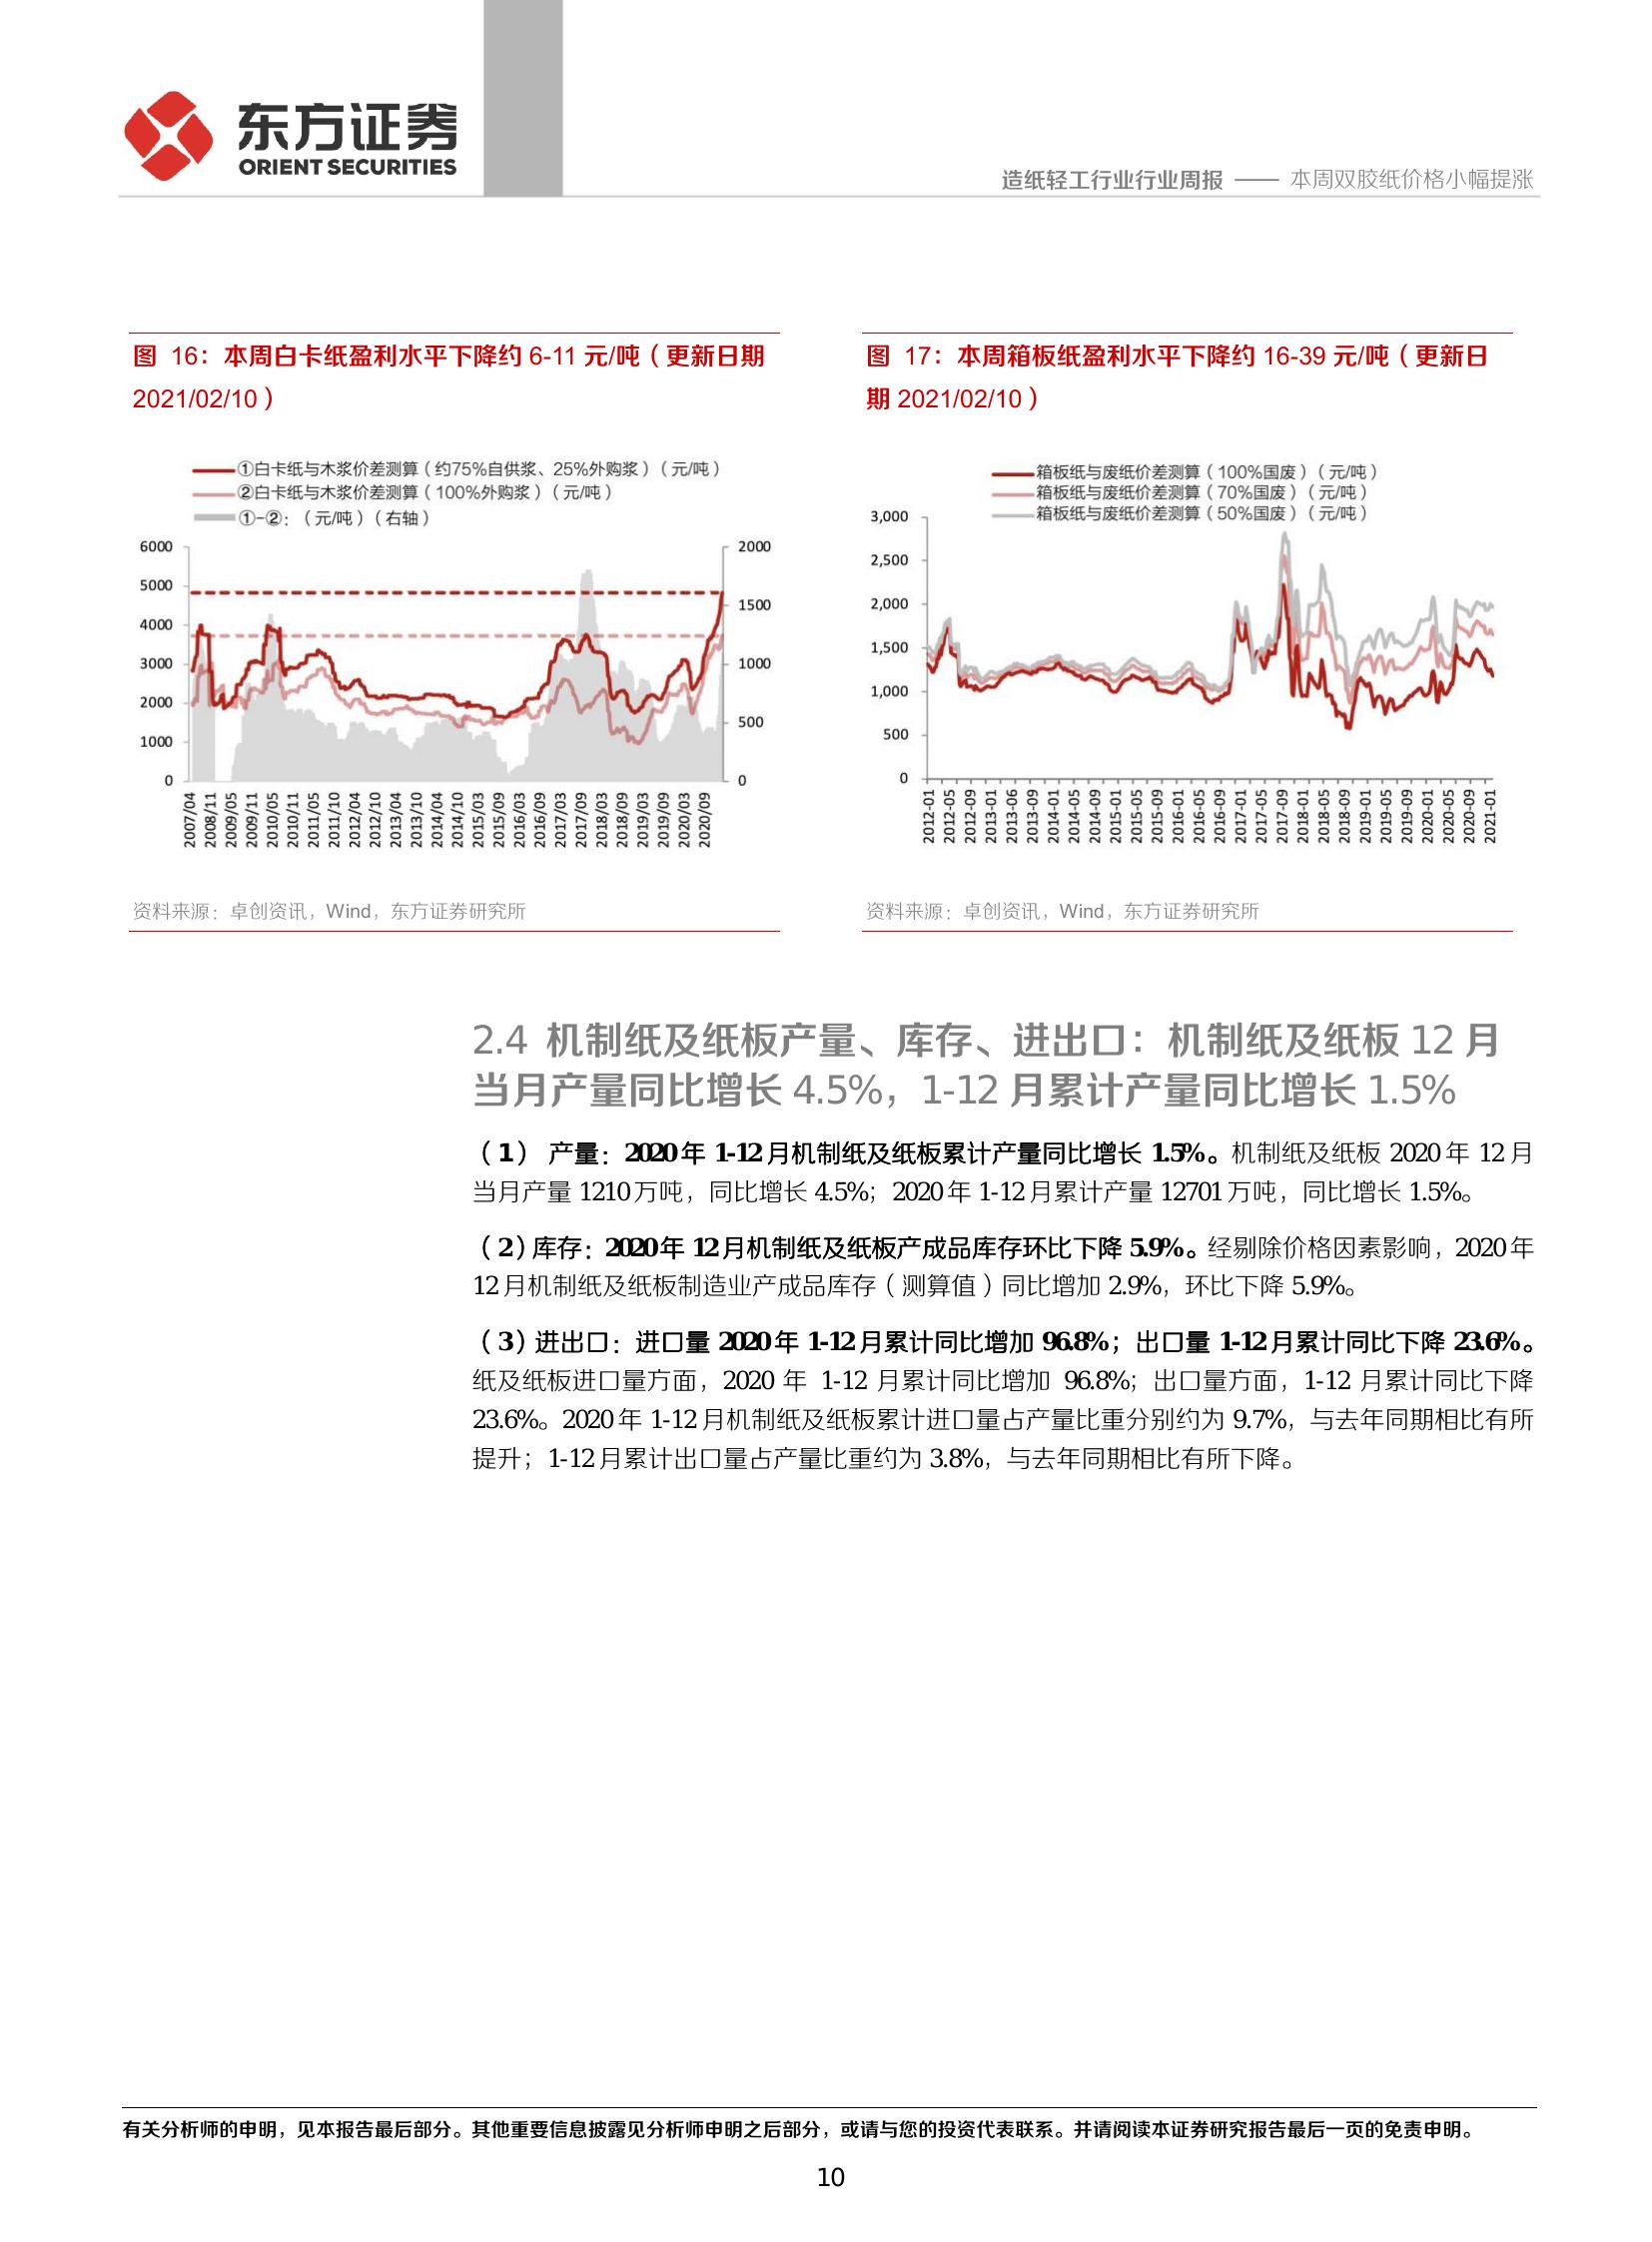 东方证券
ORIENT SECURITIES
造纸轻工行业行业周报 —— 本周双胶纸价格小幅提涨
图 16：本周白卡纸盈利水平下降约 6-11 元/吨（更新日期
2021/02/10）
①白卡纸与木浆价差测算（约75%自供浆、25%外购浆）（元/吨）
②白卡纸与木浆价差测算（100%外购浆）（元/吨）
①-②：（元/吨）（右轴）
6000
5000
4000
3000
2000
1000
0
2000
1500
1000
500
0
2007/04 2008/11 2009/05 2009/11 2010/05 2010/11 2011/05 2011/10 2012/04 2012/10 2013/04 2013/10 2014/04 2014/10 2015/03 2015/09 2016/03 2016/09 2017/03 2017/09 2018/03 2018/09 2019/03 2019/09 2020/03 2020/09
资料来源：卓创资讯，Wind，东方证券研究所
图 17：本周箱板纸盈利水平下降约 16-39 元/吨（更新日
期 2021/02/10）
箱板纸与废纸价差测算（100%国废）（元/吨）
箱板纸与废纸价差测算（70%国废）（元/吨）
箱板纸与废纸价差测算（50%国废）（元/吨）
3,000
2,500
2,000
1,500
1,000
500
0
2012-01 2012-05 2012-09 2013-01 2013-06 2013-09 2014-01 2014-05 2014-09 2015-01 2015-05 2015-09 2016-01 2016-05 2016-09 2017-01 2017-05 2017-09 2018-01 2018-05 2018-09 2019-01 2019-05 2019-09 2020-01 2020-05 2020-09 2021-01
资料来源：卓创资讯，Wind，东方证券研究所
2.4 机制纸及纸板产量、库存、进出口：机制纸及纸板 12 月
当月产量同比增长 4.5%，1-12 月累计产量同比增长 1.5%
（1） 产量：2020 年 1-12 月机制纸及纸板累计产量同比增长 1.5%。机制纸及纸板 2020 年 12 月
当月产量 1210 万吨，同比增长 4.5%；2020 年 1-12 月累计产量 12701 万吨，同比增长 1.5%。
（2）库存：2020 年 12 月机制纸及纸板产成品库存环比下降 5.9%。经剔除价格因素影响，2020 年
12 月机制纸及纸板制造业产成品库存（测算值）同比增加 2.9%，环比下降 5.9%。
（3）进出口：进口量 2020 年 1-12 月累计同比增加 96.8%；出口量 1-12 月累计同比下降 23.6%。
纸及纸板进口量方面，2020 年 1-12 月累计同比增加 96.8%；出口量方面，1-12 月累计同比下降
23.6%。2020 年 1-12 月机制纸及纸板累计进口量占产量比重分别约为 9.7%，与去年同期相比有所
提升；1-12 月累计出口量占产量比重约为 3.8%，与去年同期相比有所下降。
有关分析师的申明，见本报告最后部分。其他重要信息披露见分析师申明之后部分，或请与您的投资代表联系。并请阅读本证券研究报告最后一页的免责申明。
10